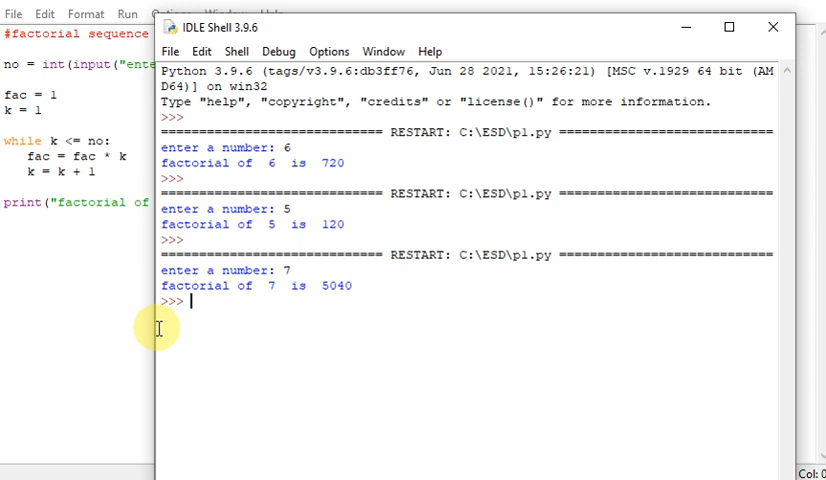 File Edit Format Run Options Window Help
#factorial sequence
no = int(input("ente
fac = 1
k = 1
while k <= no:
fac = fac * k
k = k + 1
print("factorial of
IDLE Shell 3.9.6
File Edit Shell Debug Options Window Help
Python 3.9.6 (tags/v3.9.6:db3ff76, Jun 28 2021, 15:26:21) [MSC v.1929 64 bit (AM
D64)] on win32
Type "help", "copyright", "credits" or "license()" for more information.
>>>
============================= RESTART: C:\ESD\p1.py ============================
enter a number: 6
factorial of  6  is  720
>>>
============================= RESTART: C:\ESD\p1.py ============================
enter a number: 5
factorial of  5  is  120
>>>
============================= RESTART: C:\ESD\p1.py ============================
enter a number: 7
factorial of  7  is  5040
>>>
Col: 0